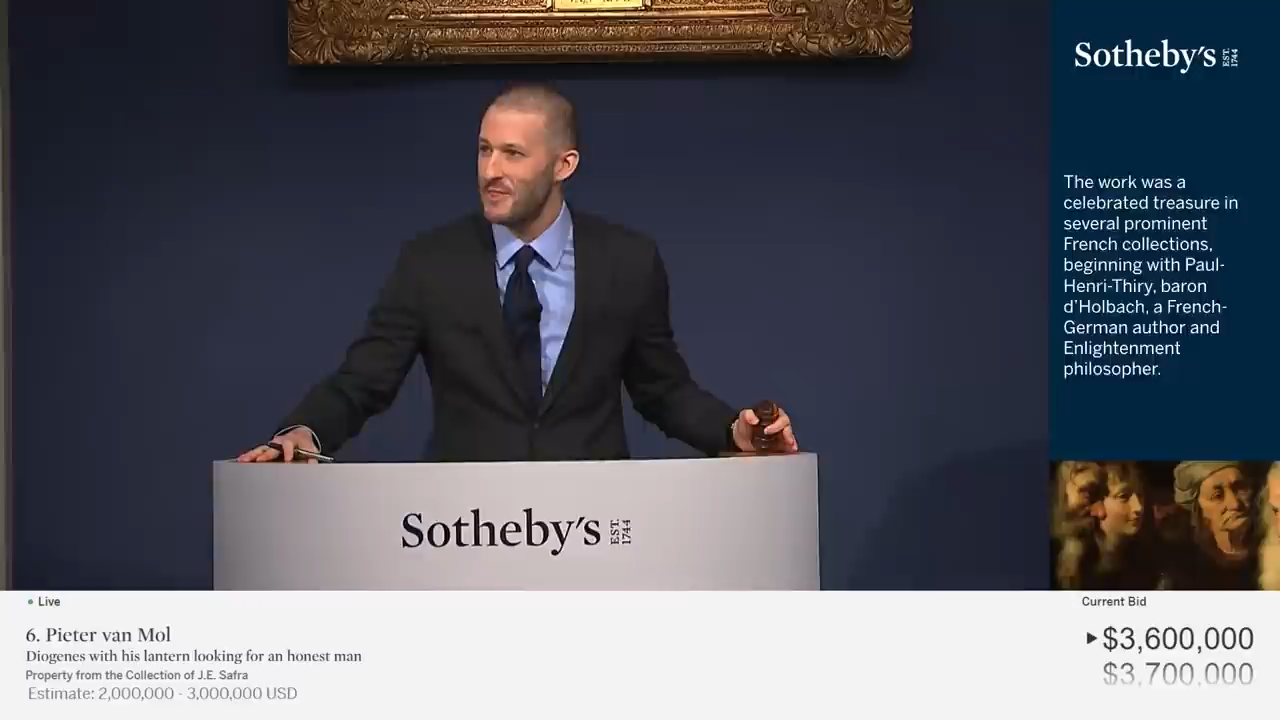 Sotheby's EST. 1744
The work was a
celebrated treasure in
several prominent
French collections,
beginning with Paul-
Henri-Thiry, baron
d'Holbach, a French-
German author and
Enlightenment
philosopher.
Sotheby's EST. 1744
Live
6. Pieter van Mol
Diogenes with his lantern looking for an honest man
Property from the Collection of J.E. Safra
Estimate: 2,000,000 - 3,000,000 USD
Current Bid
$3,600,000
$3,700,000